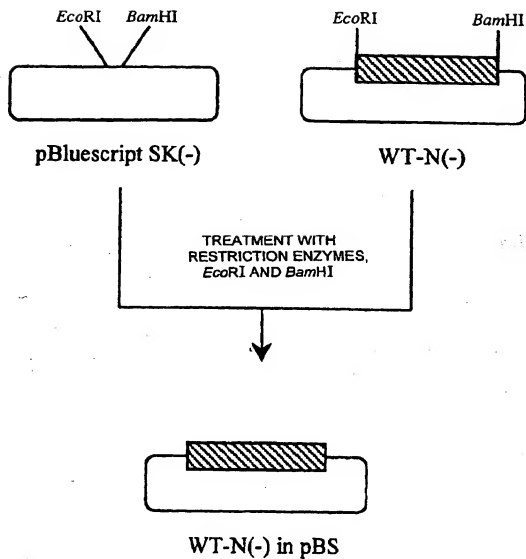 EcoRI BamHI
EcoRI BamHI
pBluescript SK(-)
WT-N(-)
TREATMENT WITH
RESTRICTION ENZYMES,
EcoRI AND BamHI
WT-N(-) in pBS